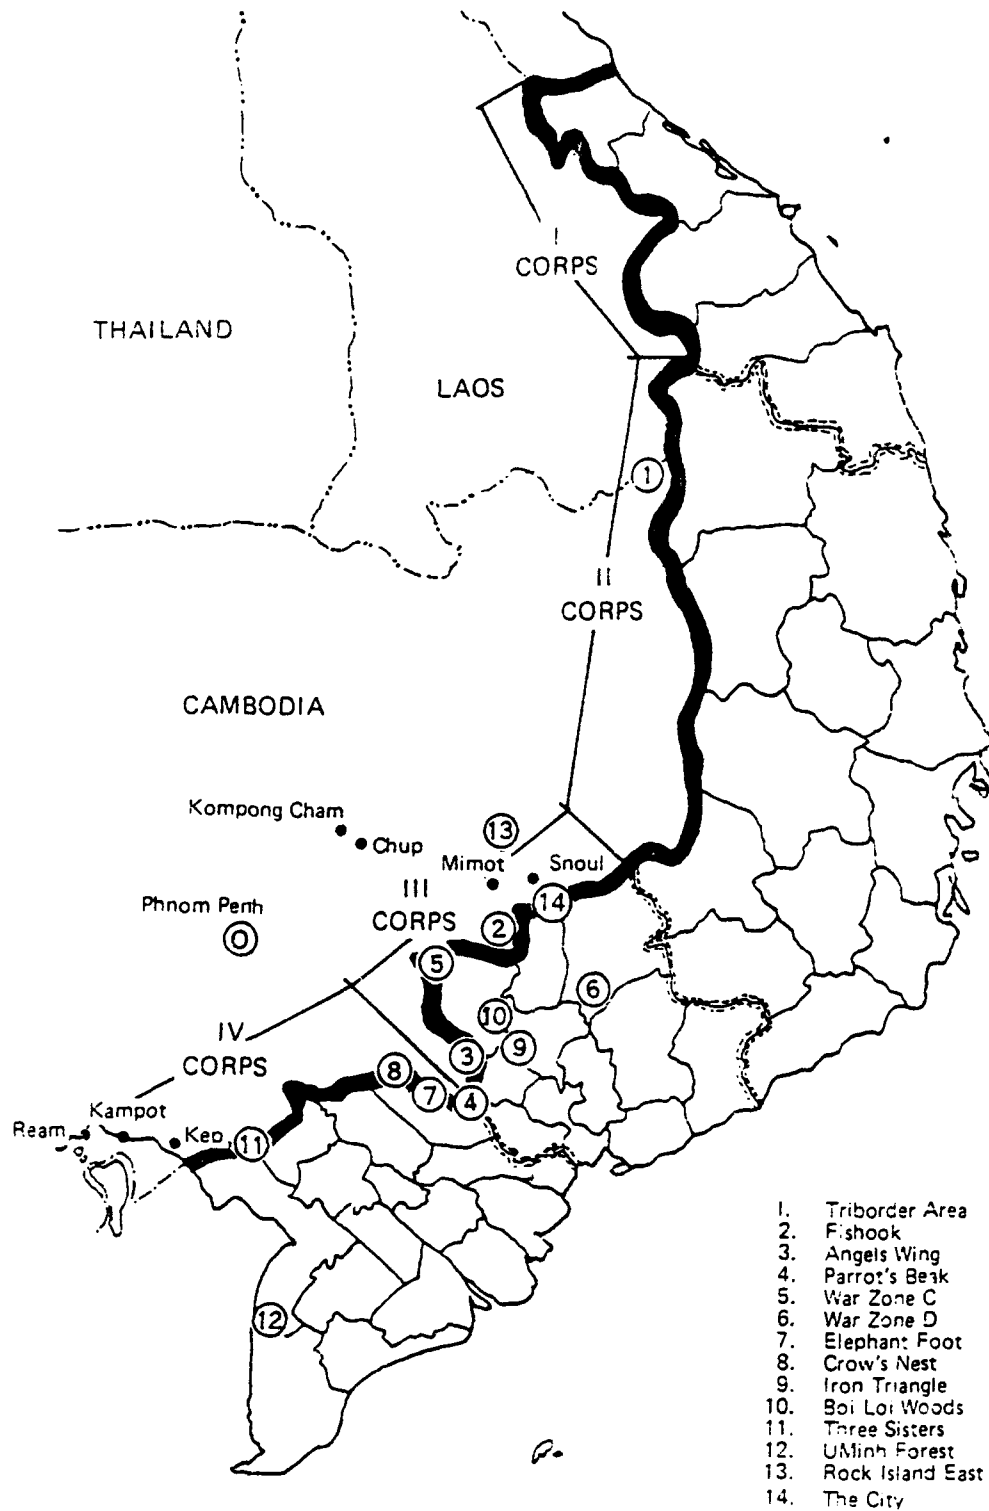 I
CORPS
THAILAND
LAOS
1
II
CORPS
CAMBODIA
Kompong Cham
Chup
13
Mimot
Snoul
III
CORPS
14
Phnom Penh
2
5
6
10
IV
CORPS
9
3
8
7
4
Kampot
Ream
Kep
11
12
1. Triborder Area
2. Fishook
3. Angels Wing
4. Parrot's Beak
5. War Zone C
6. War Zone D
7. Elephant Foot
8. Crow's Nest
9. Iron Triangle
10. Boi Loi Woods
11. Three Sisters
12. UMinh Forest
13. Rock Island East
14. The City